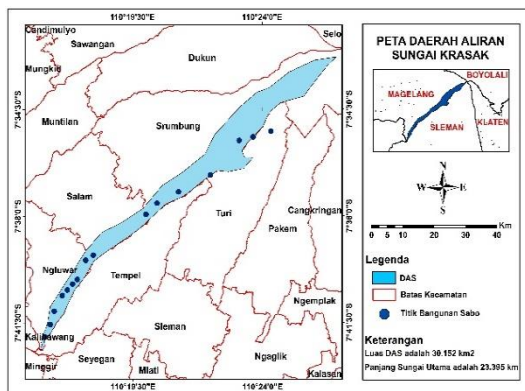 110°19'30"E
110°24'0"E
Candimulyo
Sawangan
Selo
Mungkid
Dukun
Muntilan
Srumbung
Salam
Turi
Cangkringan
Pakem
Ngluwar
Tempel
Ngemplak
Sleman
Kalibawang
Minggir
Seyegan
Mlati
Ngaglik
Kalasan
7°34'30"S
7°38'0"S
7°41'30"S
7°34'30"S
7°38'0"S
7°41'30"S
110°19'30"E
110°24'0"E
PETA DAERAH ALIRAN
SUNGAI KRASAK
BOYOLALI
MAGELANG
KLATEN
SLEMAN
N
W
E
S
0 5 10 20 30 40
Km
Legenda
DAS
Batas Kecamatan
Titik Bangunan Sabo
Keterangan
Luas DAS adalah 30.152 km2
Panjang Sungai Utama adalah 23.395 km